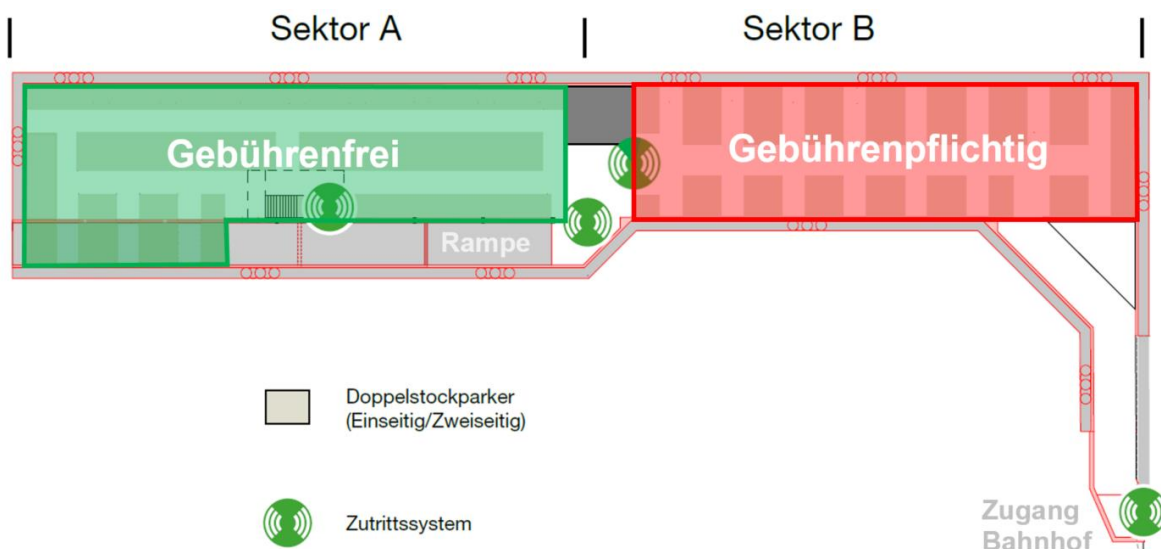 Sektor A
Sektor B
Gebührenfrei
Gebührenpflichtig
Rampe
Doppelstockparker
(Einseitig/Zweiseitig)
Zutrittssystem
Zugang
Bahnhof